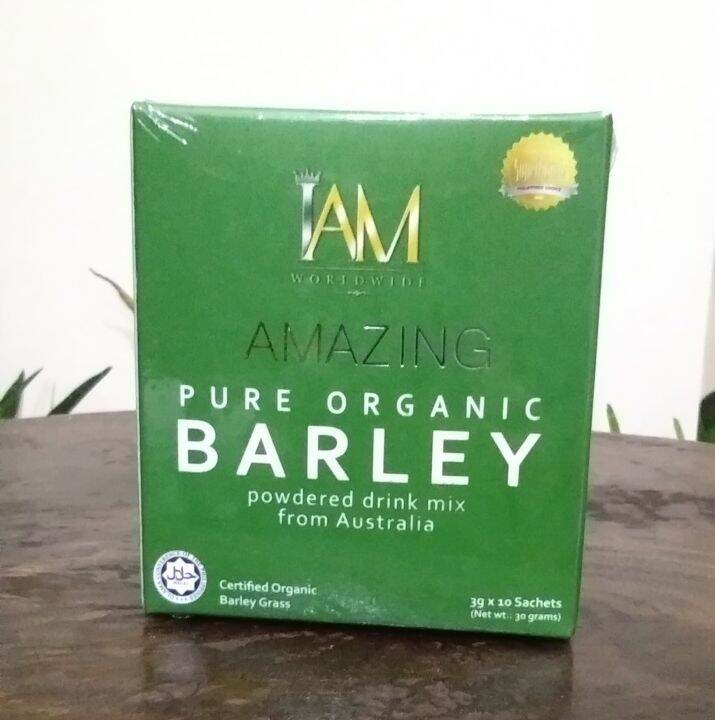 IAM
WORLDWIDE
AMAZING
PURE ORGANIC
BARLEY
powdered drink mix
from Australia
حلال
Certified Organic
Barley Grass
3g x 10 Sachets
(Net wt.: 30 grams)